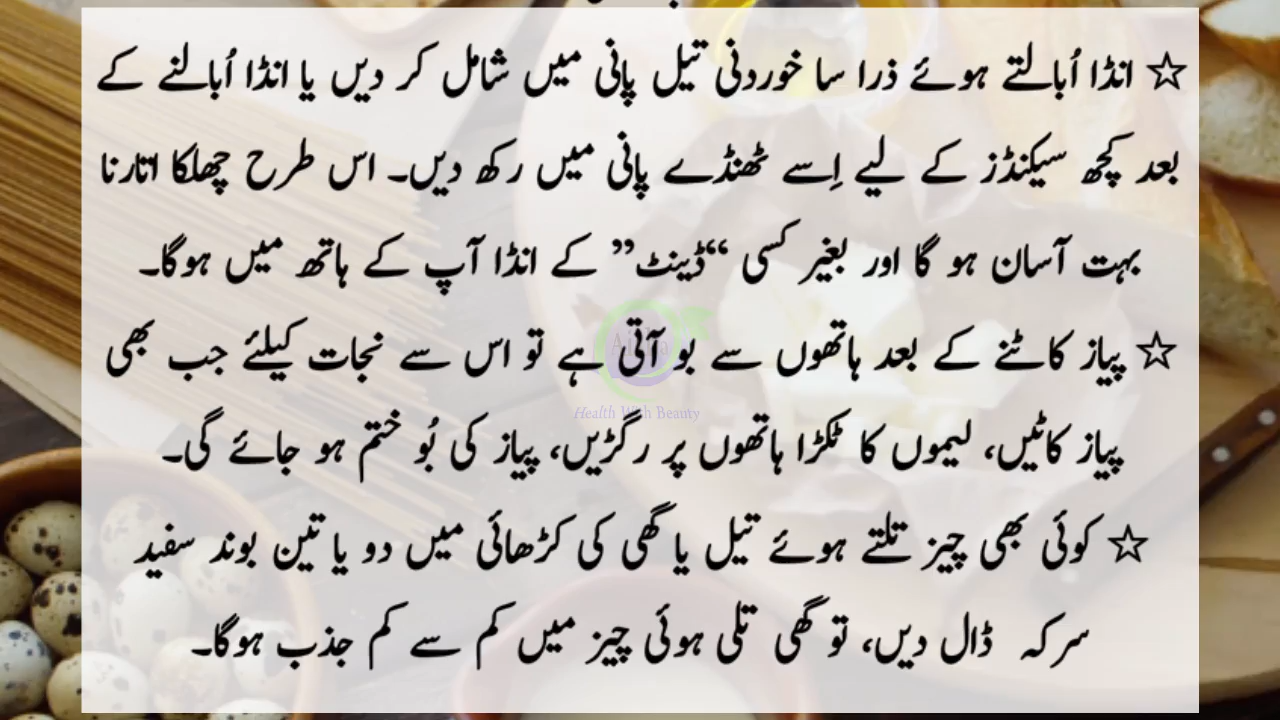 ☆ انڈا اُبالتے ہوئے ذرا سا خوردنی تیل پانی میں شامل کر دیں یا انڈا اُبالنے کے
بعد کچھ سیکنڈز کے لیے اِسے ٹھنڈے پانی میں رکھ دیں۔ اس طرح چھلکا اتارنا
بہت آسان ہو گا اور بغیر کسی “ڈینٹ” کے انڈا آپ کے ہاتھ میں ہوگا۔
☆ پیاز کاٹنے کے بعد ہاتھوں سے بو آتی ہے تو اس سے نجات کیلئے جب بھی
Health With Beauty
پیاز کاٹیں، لیموں کا ٹکڑا ہاتھوں پر رگڑیں، پیاز کی بُو ختم ہو جائے گی۔
☆ کوئی بھی چیز تلتے ہوئے تیل یا گھی کی کڑھائی میں دو یا تین بوند سفید
سرکہ ڈال دیں، تو گھی تلی ہوئی چیز میں کم سے کم جذب ہوگا۔